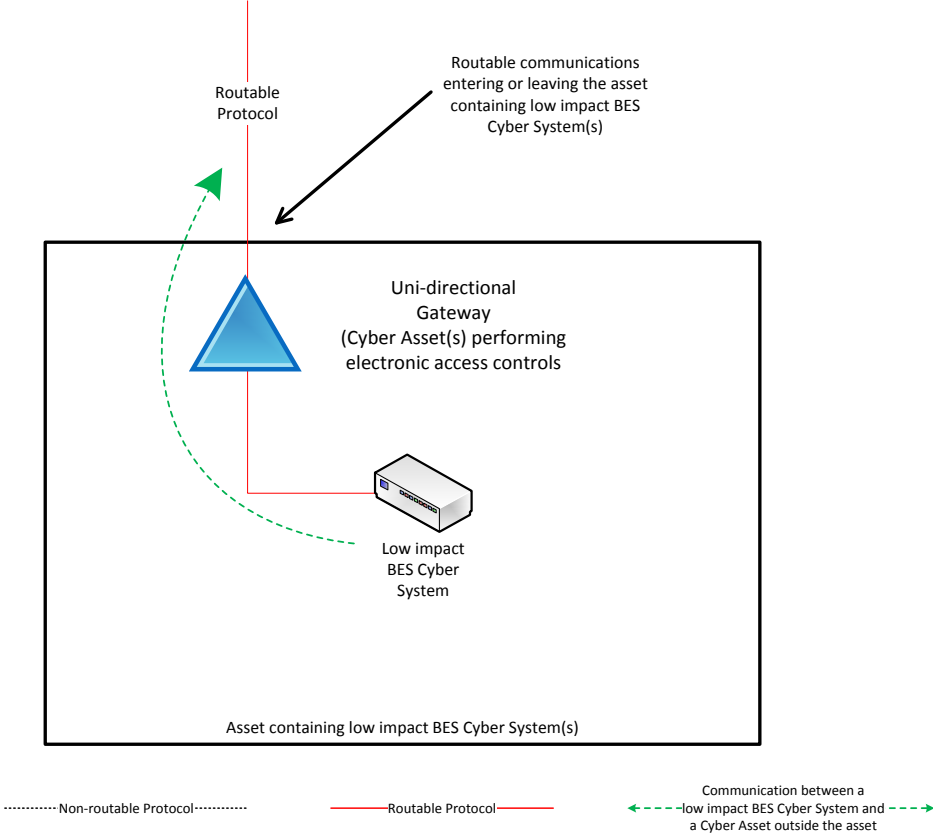 Routable communications
entering or leaving the asset
containing low impact BES
Cyber System(s)
Routable
Protocol
Uni-directional
Gateway
(Cyber Asset(s) performing
electronic access controls
Low impact
BES Cyber
System
Asset containing low impact BES Cyber System(s)
Non-routable Protocol
Routable Protocol
Communication between a
low impact BES Cyber System and
a Cyber Asset outside the asset